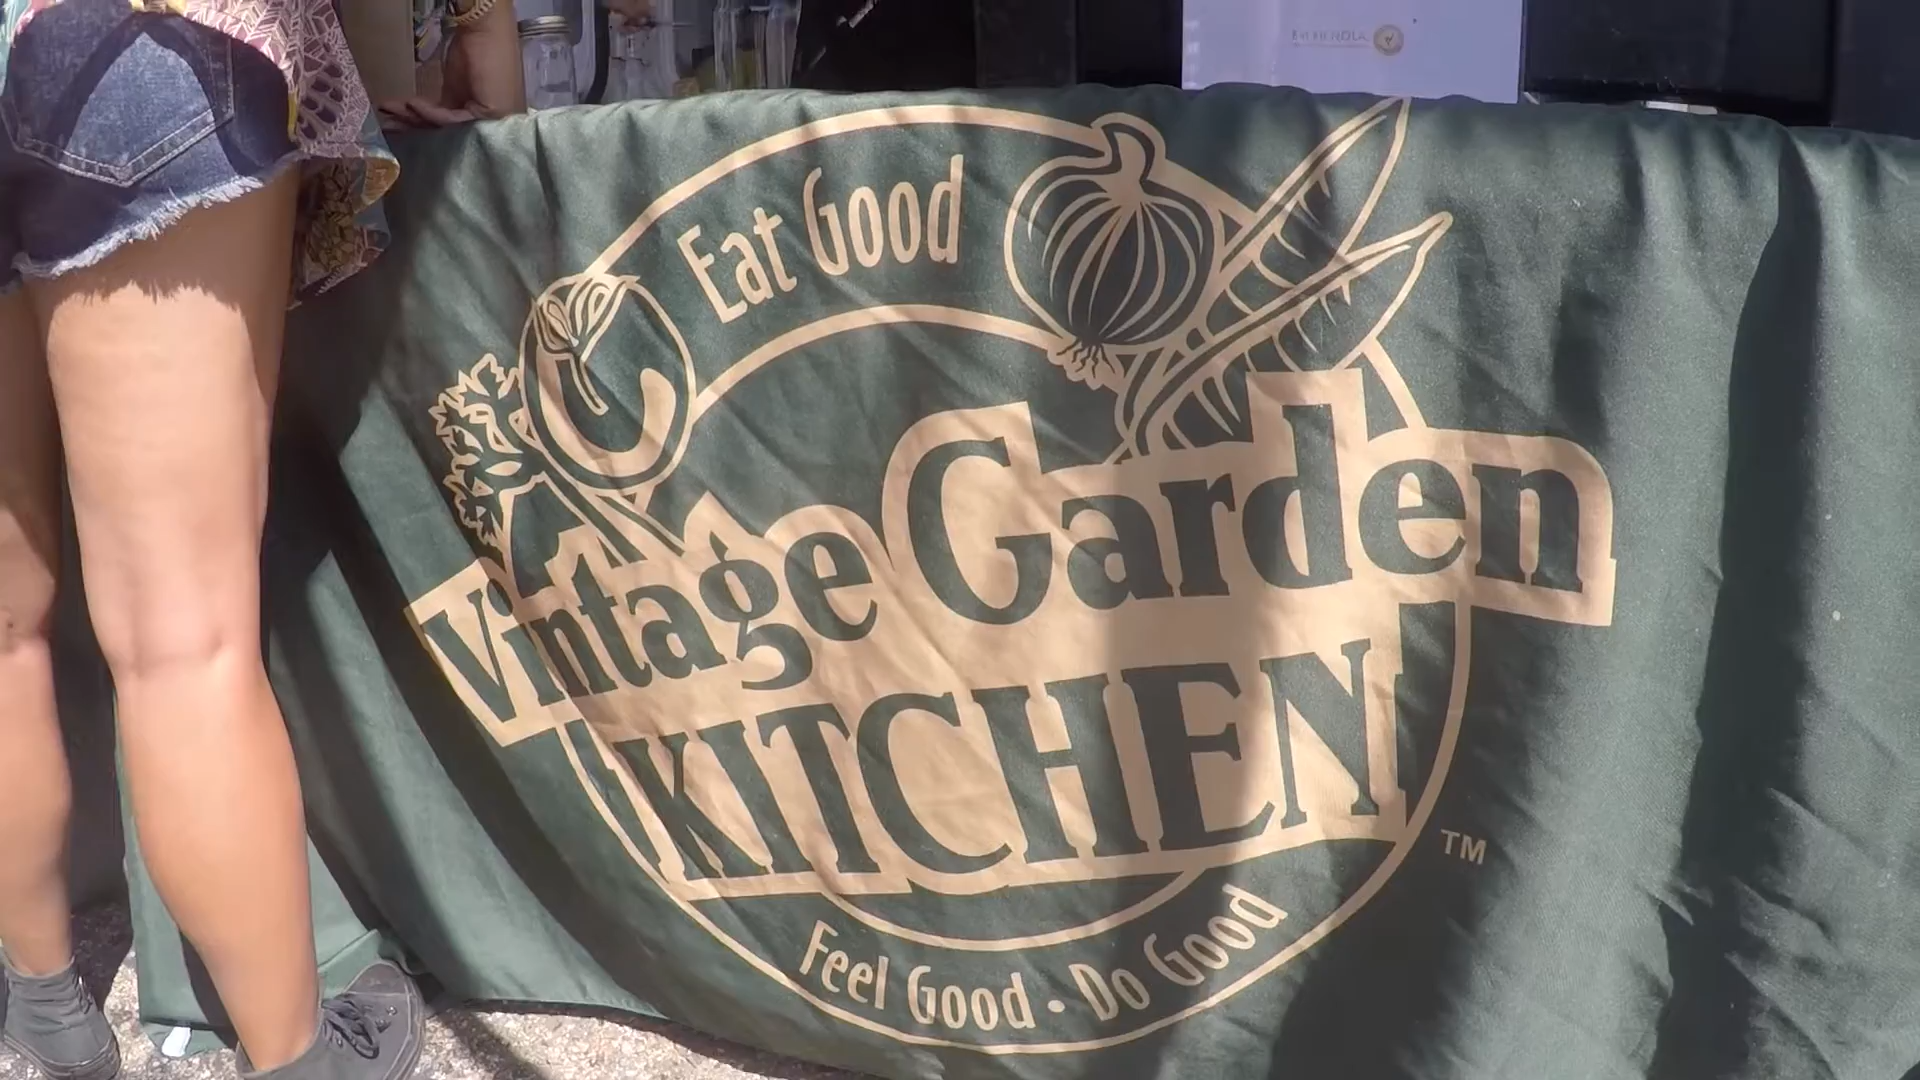 Eat Good
Vintage Garden
KITCHEN
TM
Feel Good · Do Good